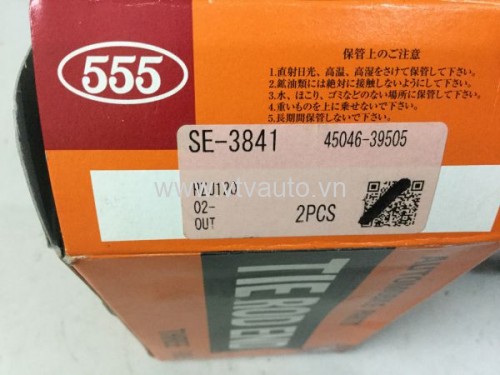 555
保管上のご注意
1.直射日光、高温、高湿をさけて保管して下さい。
2.鉱油類には絶対に接触しないようにして下さい。
3.水、ほこり、ゴミなどのない場所に保管して下さい。
4.重いものを上に乗せないで下さい。
5.長期間保管しないで下さい。
SE-3841 45046-39505
02-
OUT
2PCS
TIE ROD END